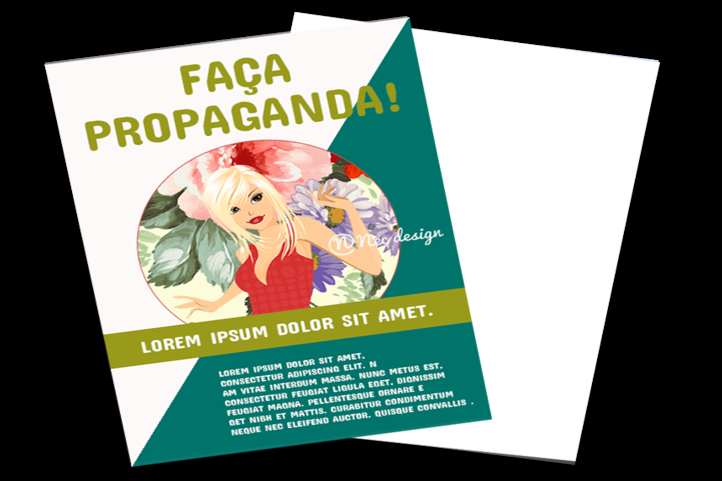 FAÇA
PROPAGANDA!
N Nec design
LOREM IPSUM DOLOR SIT AMET.
LOREM IPSUM DOLOR SIT AMET,
CONSECTETUR ADIPISCING ELIT. N
AM VITAE INTERDUM MASSA. NUNC METUS EST,
CONSECTETUR FEUGIAT LIGULA EGET, DIGNISSIM
FEUGIAT MAGNA. PELLENTESQUE ORNARE E
GET NIBH ET MATTIS. CURABITUR CONDIMENTUM
NEQUE NEC ELEIFEND AUCTOR. QUISQUE CONVALLIS .